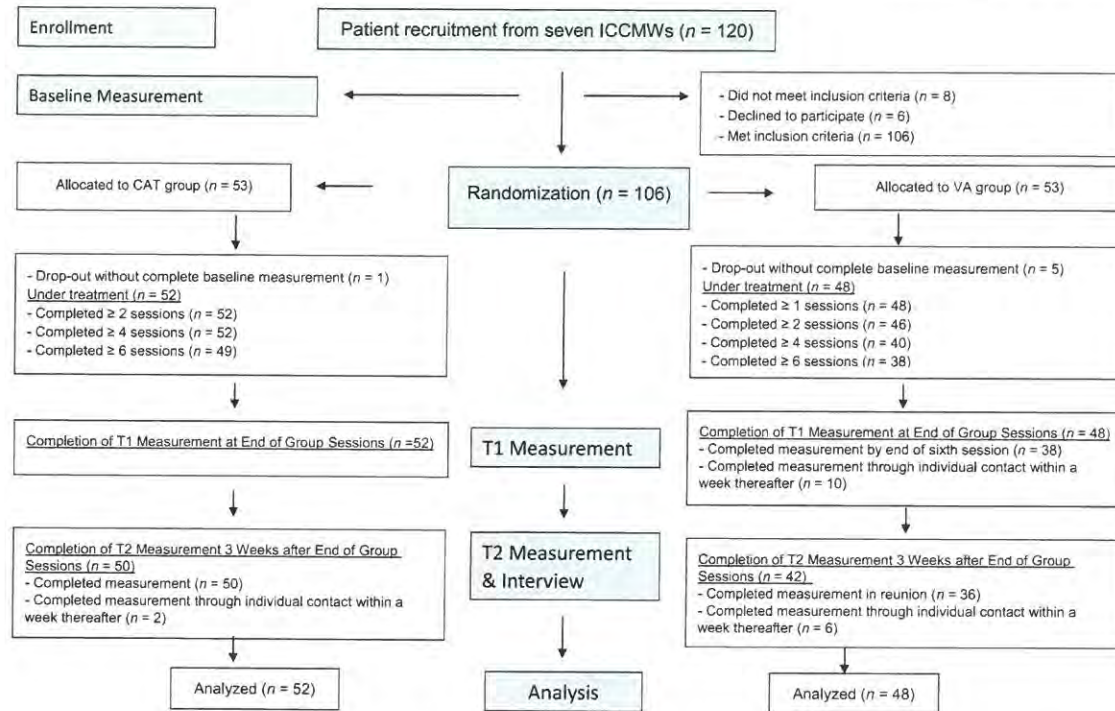 Enrollment
Patient recruitment from seven ICCMWs (n = 120)
Baseline Measurement
- Did not meet inclusion criteria (n = 8)
- Declined to participate (n = 6)
- Met inclusion criteria (n = 106)
Allocated to CAT group (n = 53)
Randomization (n = 106)
Allocated to VA group (n = 53)
- Drop-out without complete baseline measurement (n = 1)
Under treatment (n = 52)
- Completed ≥ 2 sessions (n = 52)
- Completed ≥ 4 sessions (n = 52)
- Completed ≥ 6 sessions (n = 49)
- Drop-out without complete baseline measurement (n = 5)
Under treatment (n = 48)
- Completed ≥ 1 sessions (n = 48)
- Completed ≥ 2 sessions (n = 46)
- Completed ≥ 4 sessions (n = 40)
- Completed ≥ 6 sessions (n = 38)
Completion of T1 Measurement at End of Group Sessions (n =52)
T1 Measurement
Completion of T1 Measurement at End of Group Sessions (n = 48)
- Completed measurement by end of sixth session (n = 38)
- Completed measurement through individual contact within a
week thereafter (n = 10)
Completion of T2 Measurement 3 Weeks after End of Group
Sessions (n = 50)
- Completed measurement (n = 50)
- Completed measurement through individual contact within a
week thereafter (n = 2)
T2 Measurement
& Interview
Completion of T2 Measurement 3 Weeks after End of Group
Sessions (n = 42)
- Completed measurement in reunion (n = 36)
- Completed measurement through individual contact within a
week thereafter (n = 6)
Analyzed (n = 52)
Analysis
Analyzed (n = 48)